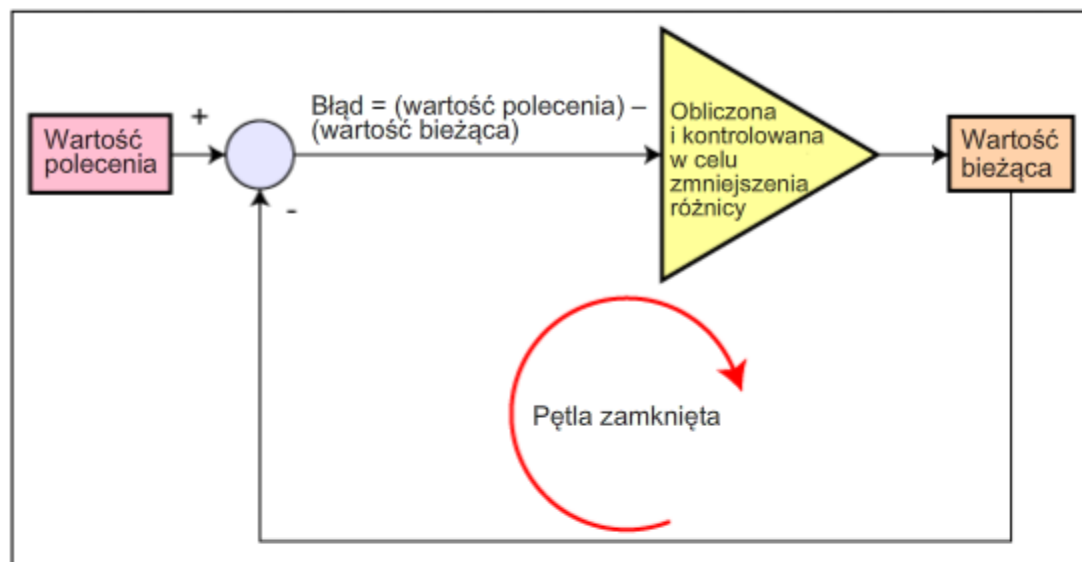 +
Wartość
polecenia
-
Błąd = (wartość polecenia) –
(wartość bieżąca)
Obliczona
i kontrolowana
w celu
zmniejszenia
różnicy
Wartość
bieżąca
Pętla zamknięta